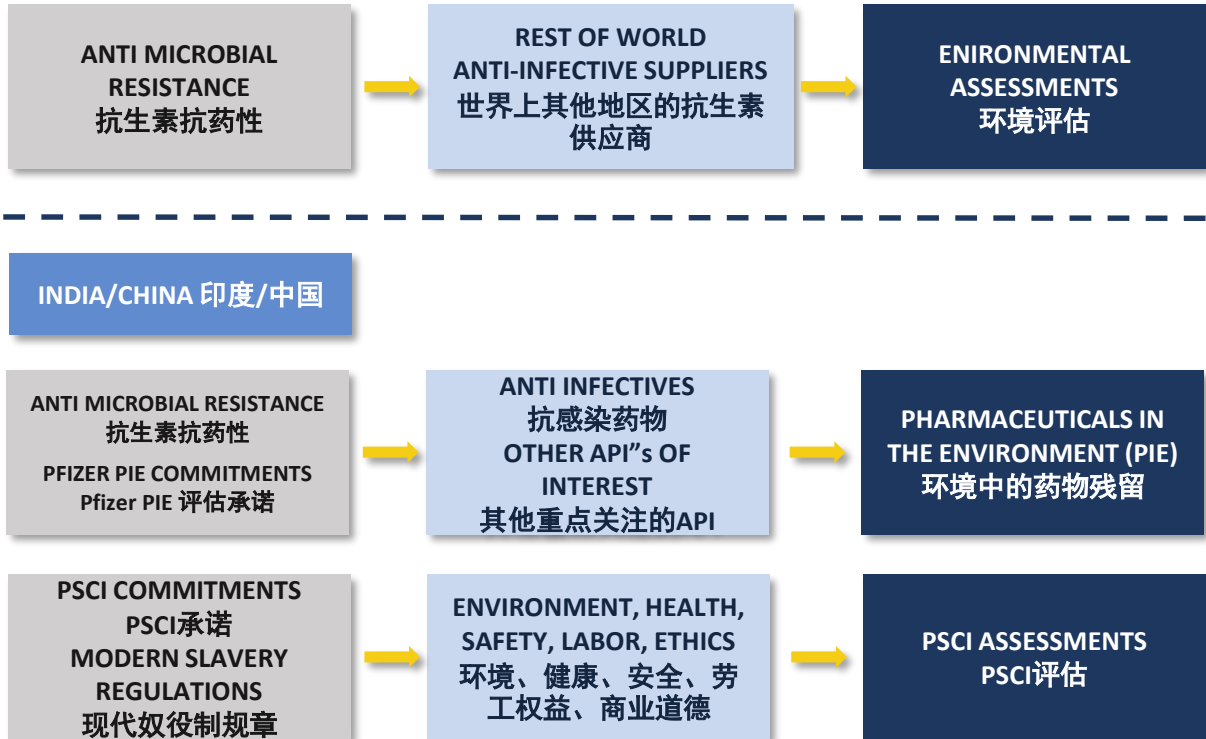 ANTI MICROBIAL
RESISTANCE
抗生素抗药性
REST OF WORLD
ANTI-INFECTIVE SUPPLIERS
世界上其他地区的抗生素
供应商
ENIRONMENTAL
ASSESSMENTS
环境评估
INDIA/CHINA 印度/中国
ANTI MICROBIAL RESISTANCE
抗生素抗药性
PFIZER PIE COMMITMENTS
Pfizer PIE 评估承诺
ANTI INFECTIVES
抗感染药物
OTHER API”s OF
INTEREST
其他重点关注的API
PHARMACEUTICALS IN
THE ENVIRONMENT (PIE)
环境中的药物残留
PSCI COMMITMENTS
PSCI承诺
MODERN SLAVERY
REGULATIONS
现代奴役制规章
ENVIRONMENT, HEALTH,
SAFETY, LABOR, ETHICS
环境、健康、安全、劳
工权益、商业道德
PSCI ASSESSMENTS
PSCI评估